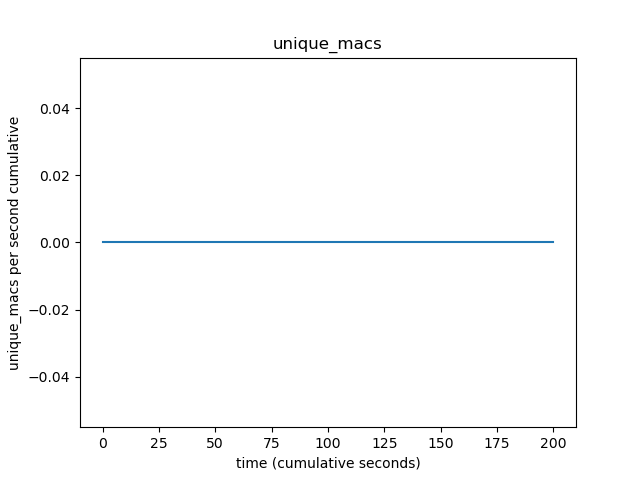 unique_macs
unique_macs per second cumulative
0.04
0.02
0.00
−0.02
−0.04
0 25 50 75 100 125 150 175 200
time (cumulative seconds)